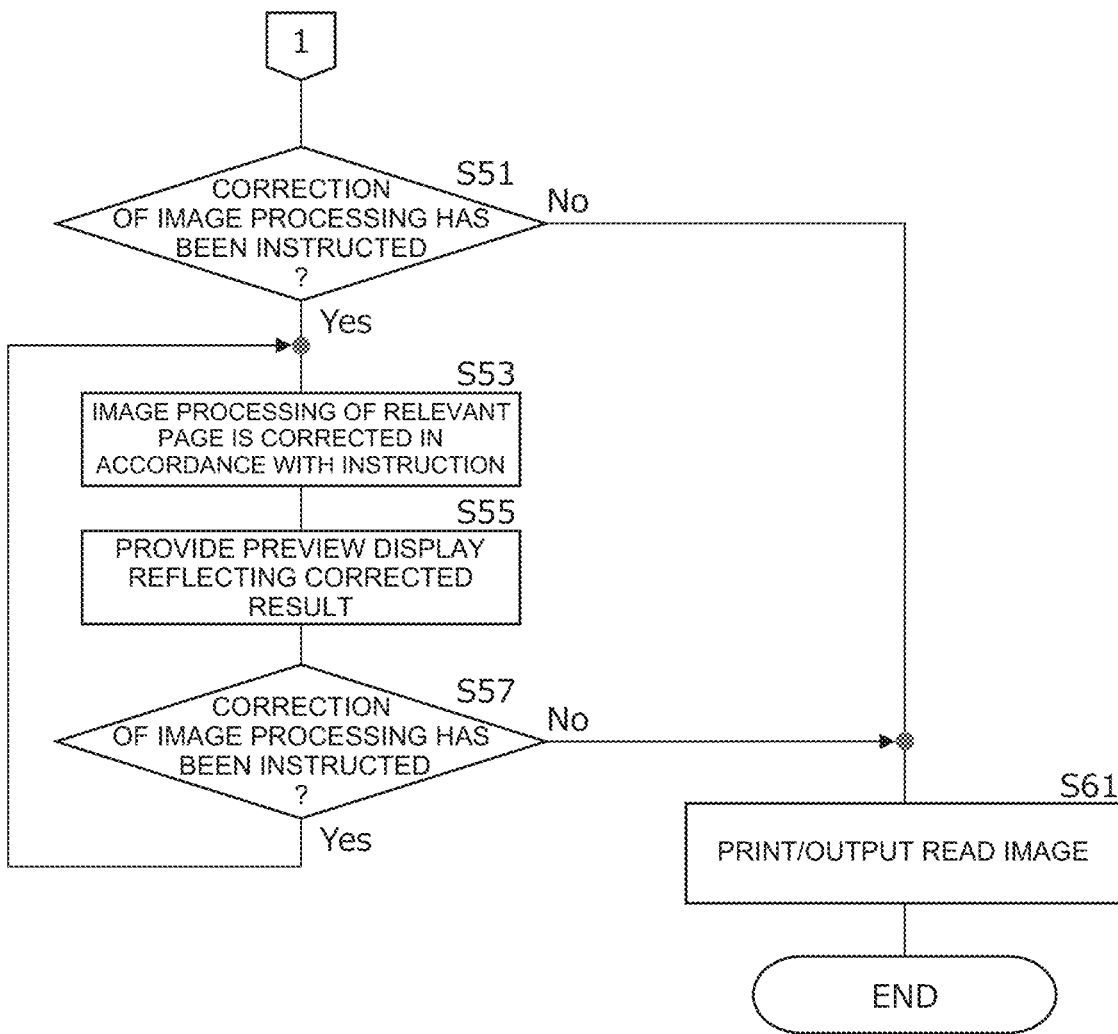 1
S51
CORRECTION
OF IMAGE PROCESSING HAS
BEEN INSTRUCTED
?
No
Yes
S53
IMAGE PROCESSING OF RELEVANT
PAGE IS CORRECTED IN
ACCORDANCE WITH INSTRUCTION
S55
PROVIDE PREVIEW DISPLAY
REFLECTING CORRECTED
RESULT
S57
CORRECTION
OF IMAGE PROCESSING HAS
BEEN INSTRUCTED
?
No
Yes
S61
PRINT/OUTPUT READ IMAGE
END